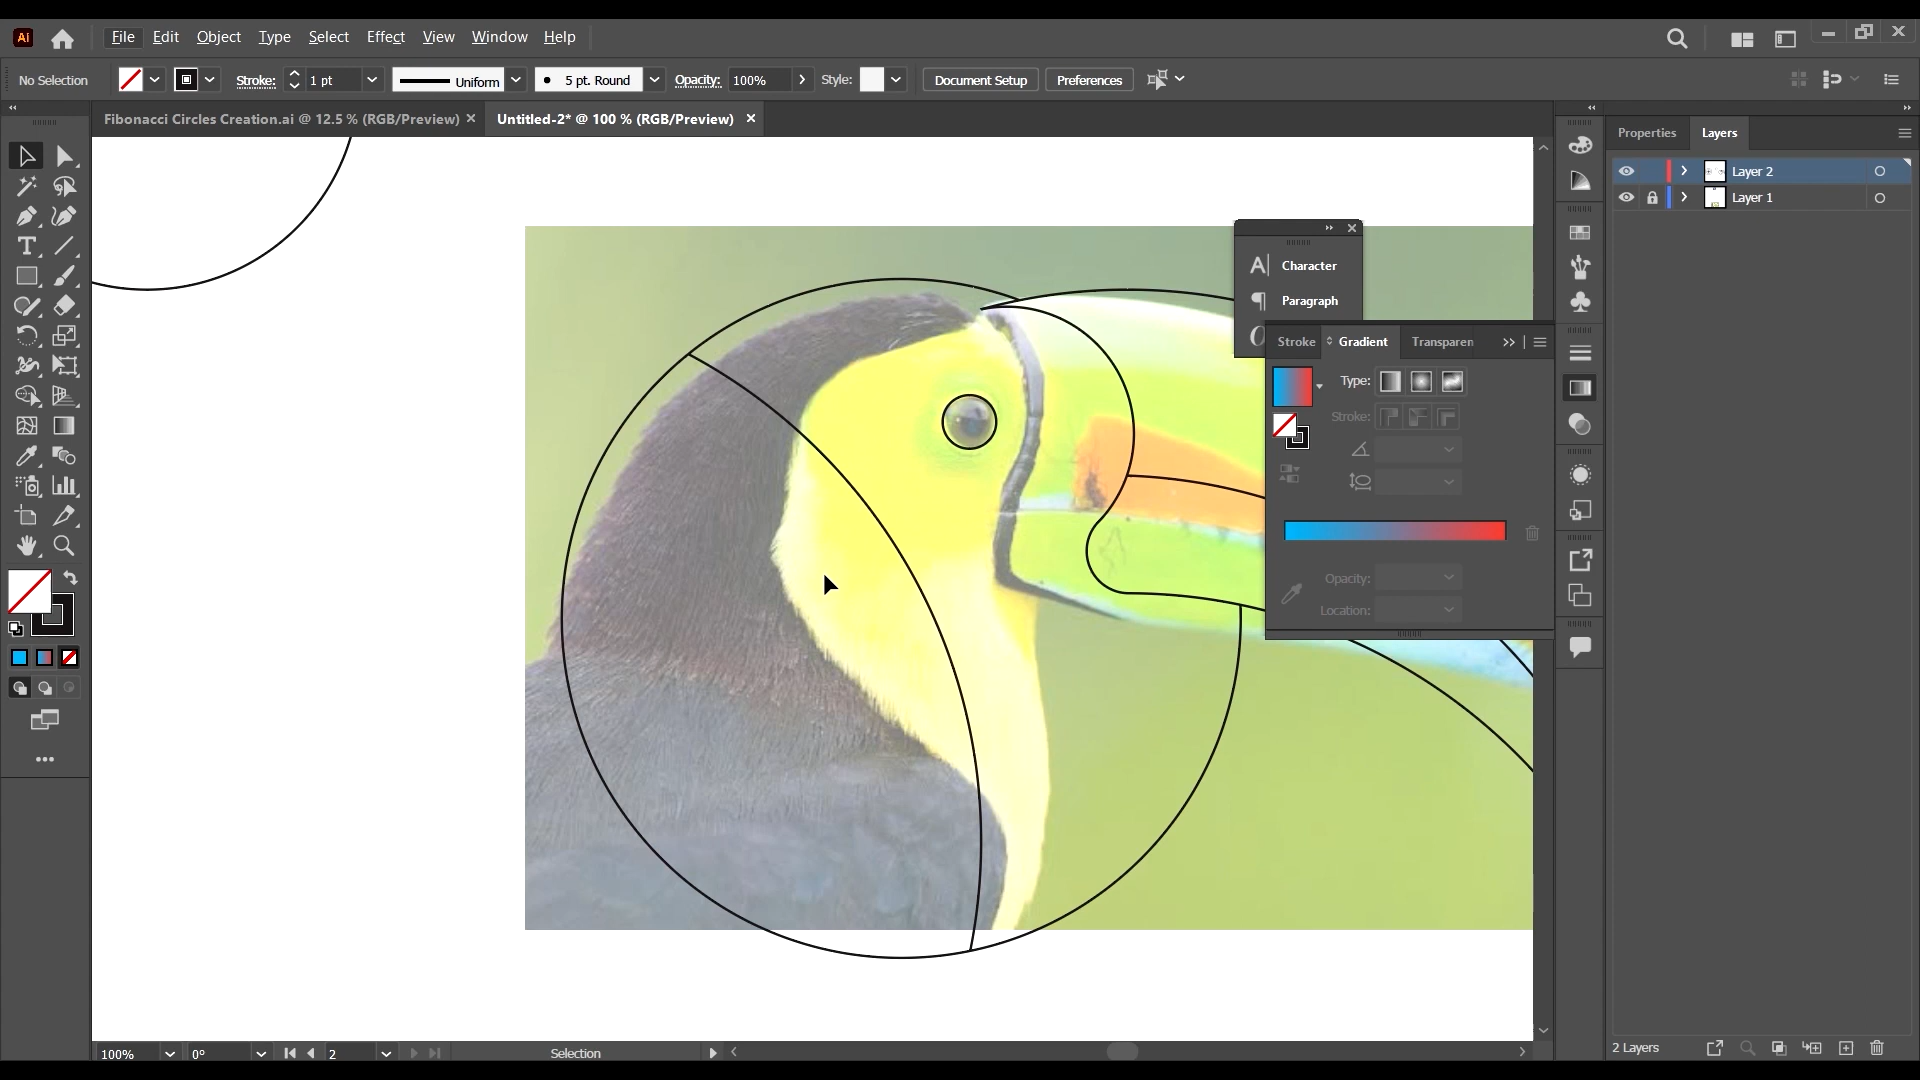 Ai File Edit Object Type Select Effect View Window Help
No Selection Stroke: 1 pt Uniform 5 pt. Round Opacity: 100% Style: Document Setup Preferences
Fibonacci Circles Creation.ai @ 12.5 % (RGB/Preview) Untitled-2* @ 100 % (RGB/Preview)
Properties Layers
Layer 2
Layer 1
Character
Paragraph
Stroke Gradient Transparen
Type:
Stroke:
Opacity:
Location:
100% 0° 2 Selection
2 Layers